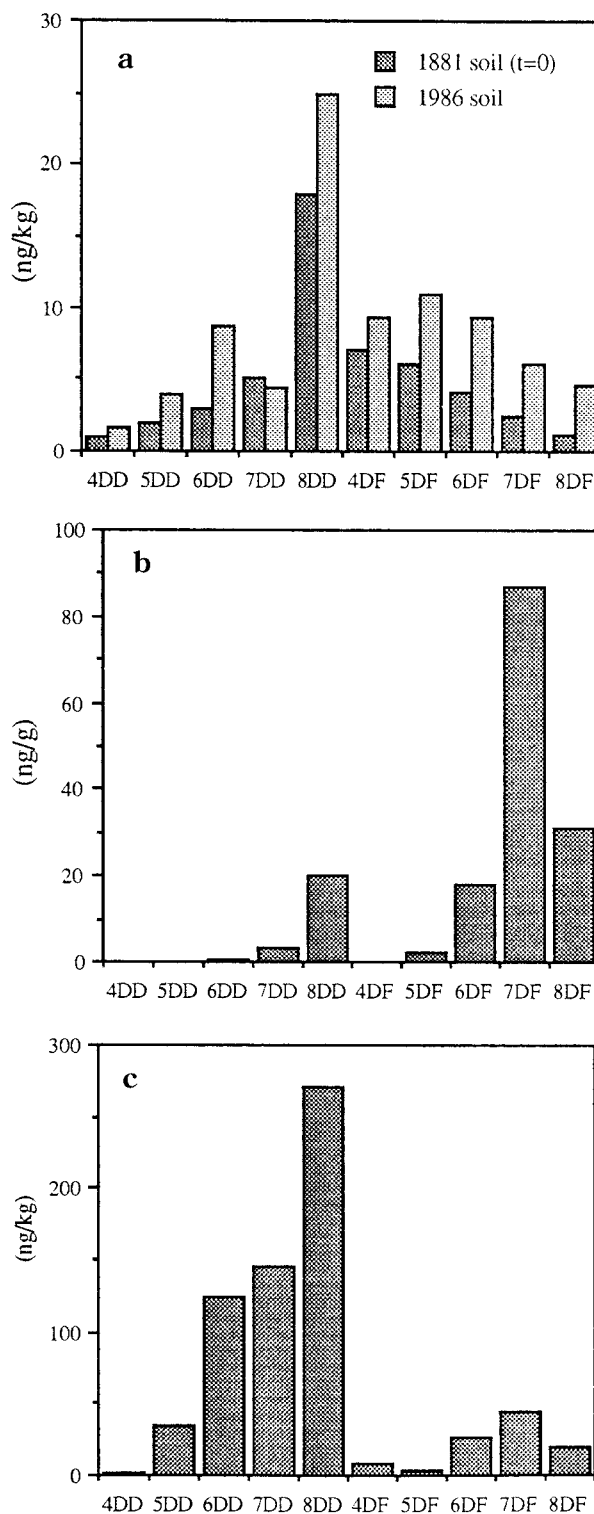 30
a
1881 soil (t=0)
1986 soil
20
(ng/kg)
10
0
4DD 5DD 6DD 7DD 8DD 4DF 5DF 6DF 7DF 8DF
100
b
80
60
(ng/g)
40
20
0
4DD 5DD 6DD 7DD 8DD 4DF 5DF 6DF 7DF 8DF
300
c
200
(ng/kg)
100
0
4DD 5DD 6DD 7DD 8DD 4DF 5DF 6DF 7DF 8DF